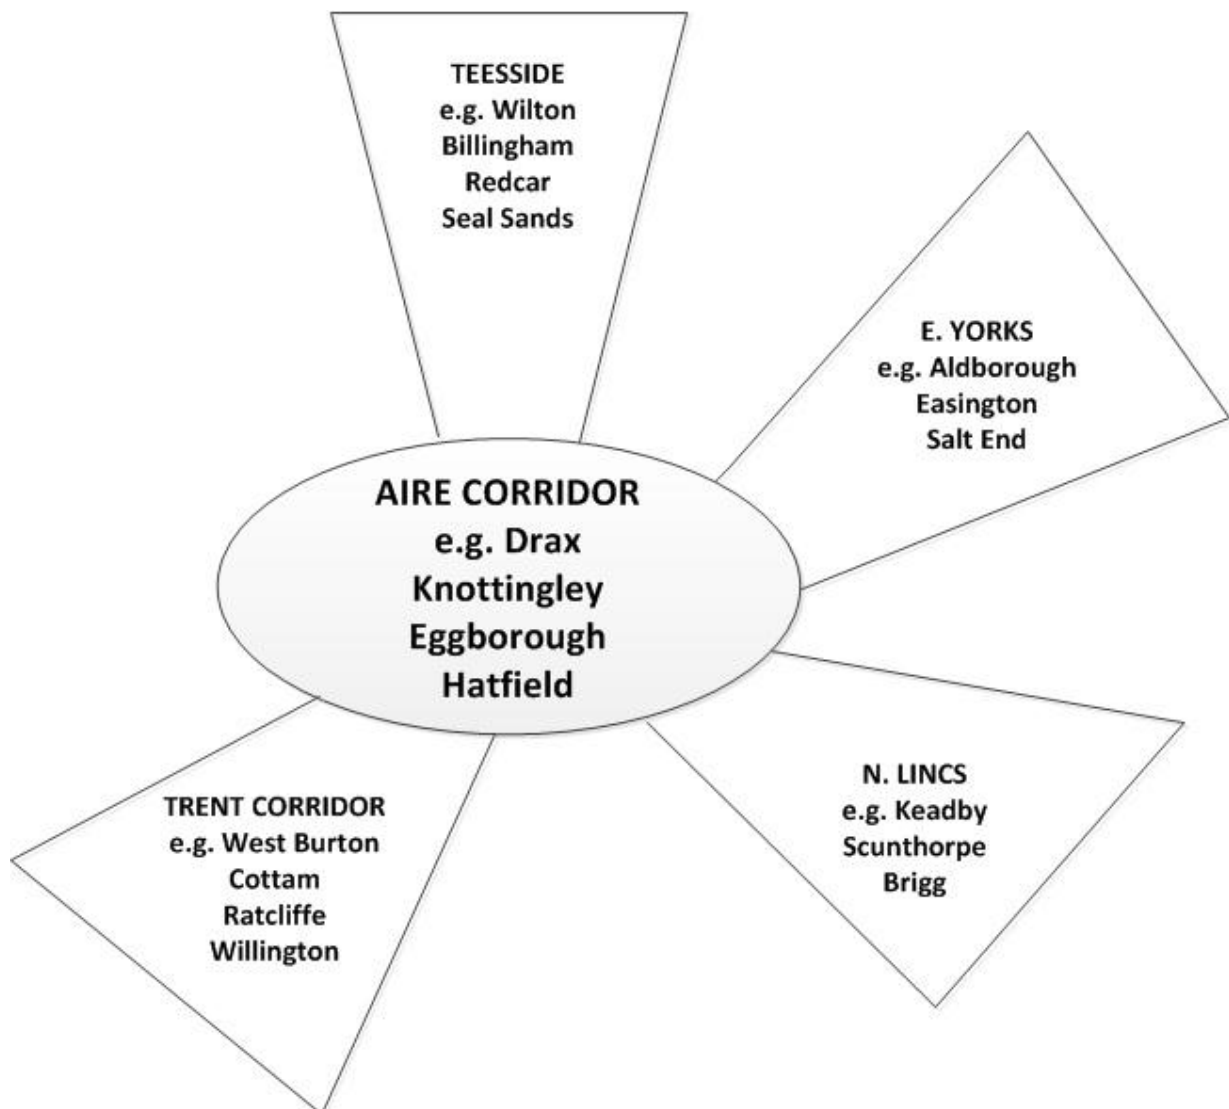 TEESSIDE
e.g. Wilton
Billingham
Redcar
Seal Sands
E. YORKS
e.g. Aldborough
Easington
Salt End
AIRE CORRIDOR
e.g. Drax
Knottingley
Eggborough
Hatfield
TRENT CORRIDOR
e.g. West Burton
Cottam
Ratcliffe
Willington
N. LINCS
e.g. Keadby
Scunthorpe
Brigg